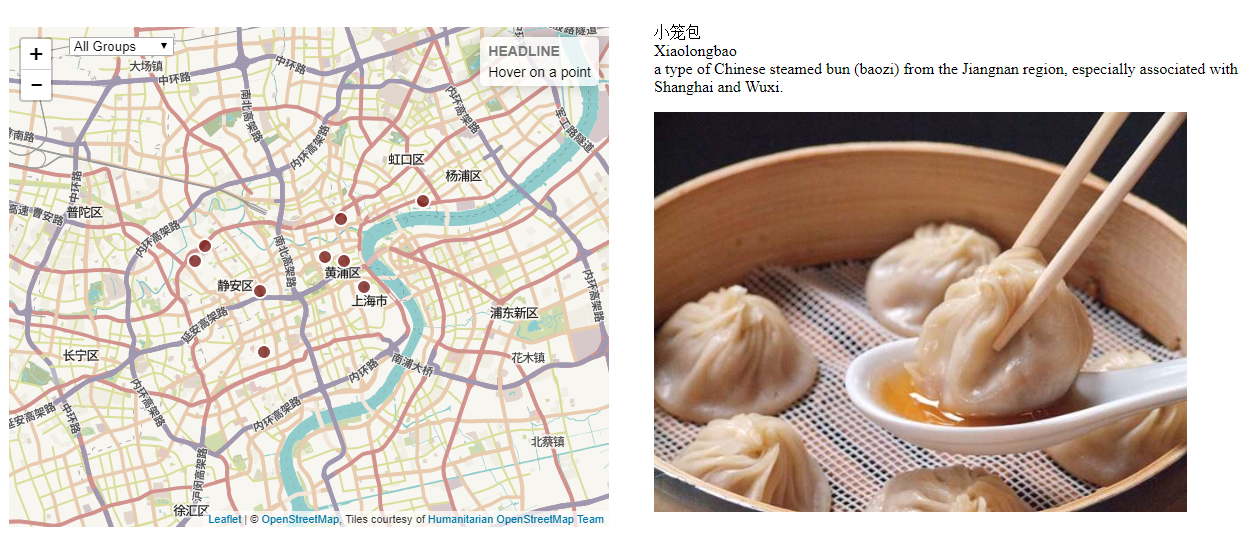 +
−
All Groups
HEADLINE
Hover on a point
大场镇
中环路
中环路
南北高架路
内环高架路
内环高架路
军工路隧道
虹口区
杨浦区
中环路
高速 曹安路
普陀区
内环高架路
南北高架路
静安区
黄浦区
上海市
内环高架路
延安高架路
浦东新区
长宁区
花木镇
内环路
南浦大桥
内环高架路
内环高架路
延安高架路
中环路
北蔡镇
沪闵高架路
徐汇区
Leaflet | © OpenStreetMap, Tiles courtesy of Humanitarian OpenStreetMap Team
小笼包
Xiaolongbao
a type of Chinese steamed bun (baozi) from the Jiangnan region, especially associated with
Shanghai and Wuxi.